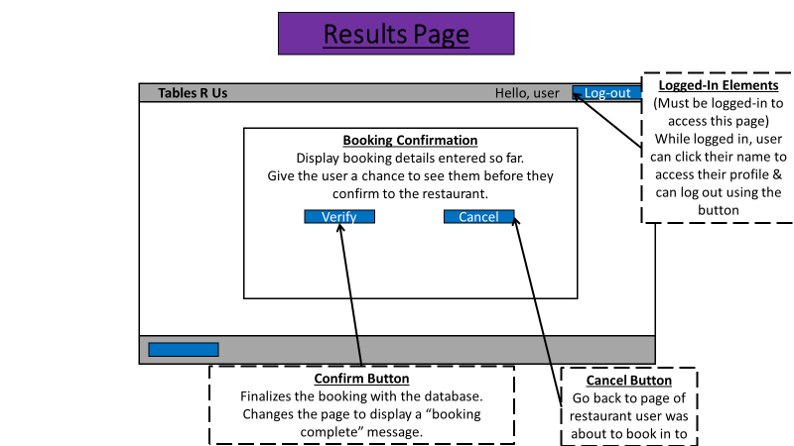 Results Page
Tables R Us
Hello, user
Log-out
Logged-In Elements
(Must be logged-in to
access this page)
While logged in, user
can click their name to
access their profile &
can log out using the
button
Booking Confirmation
Display booking details entered so far.
Give the user a chance to see them before they
confirm to the restaurant.
Verify
Cancel
Confirm Button
Finalizes the booking with the database.
Changes the page to display a “booking
complete” message.
Cancel Button
Go back to page of
restaurant user was
about to book in to